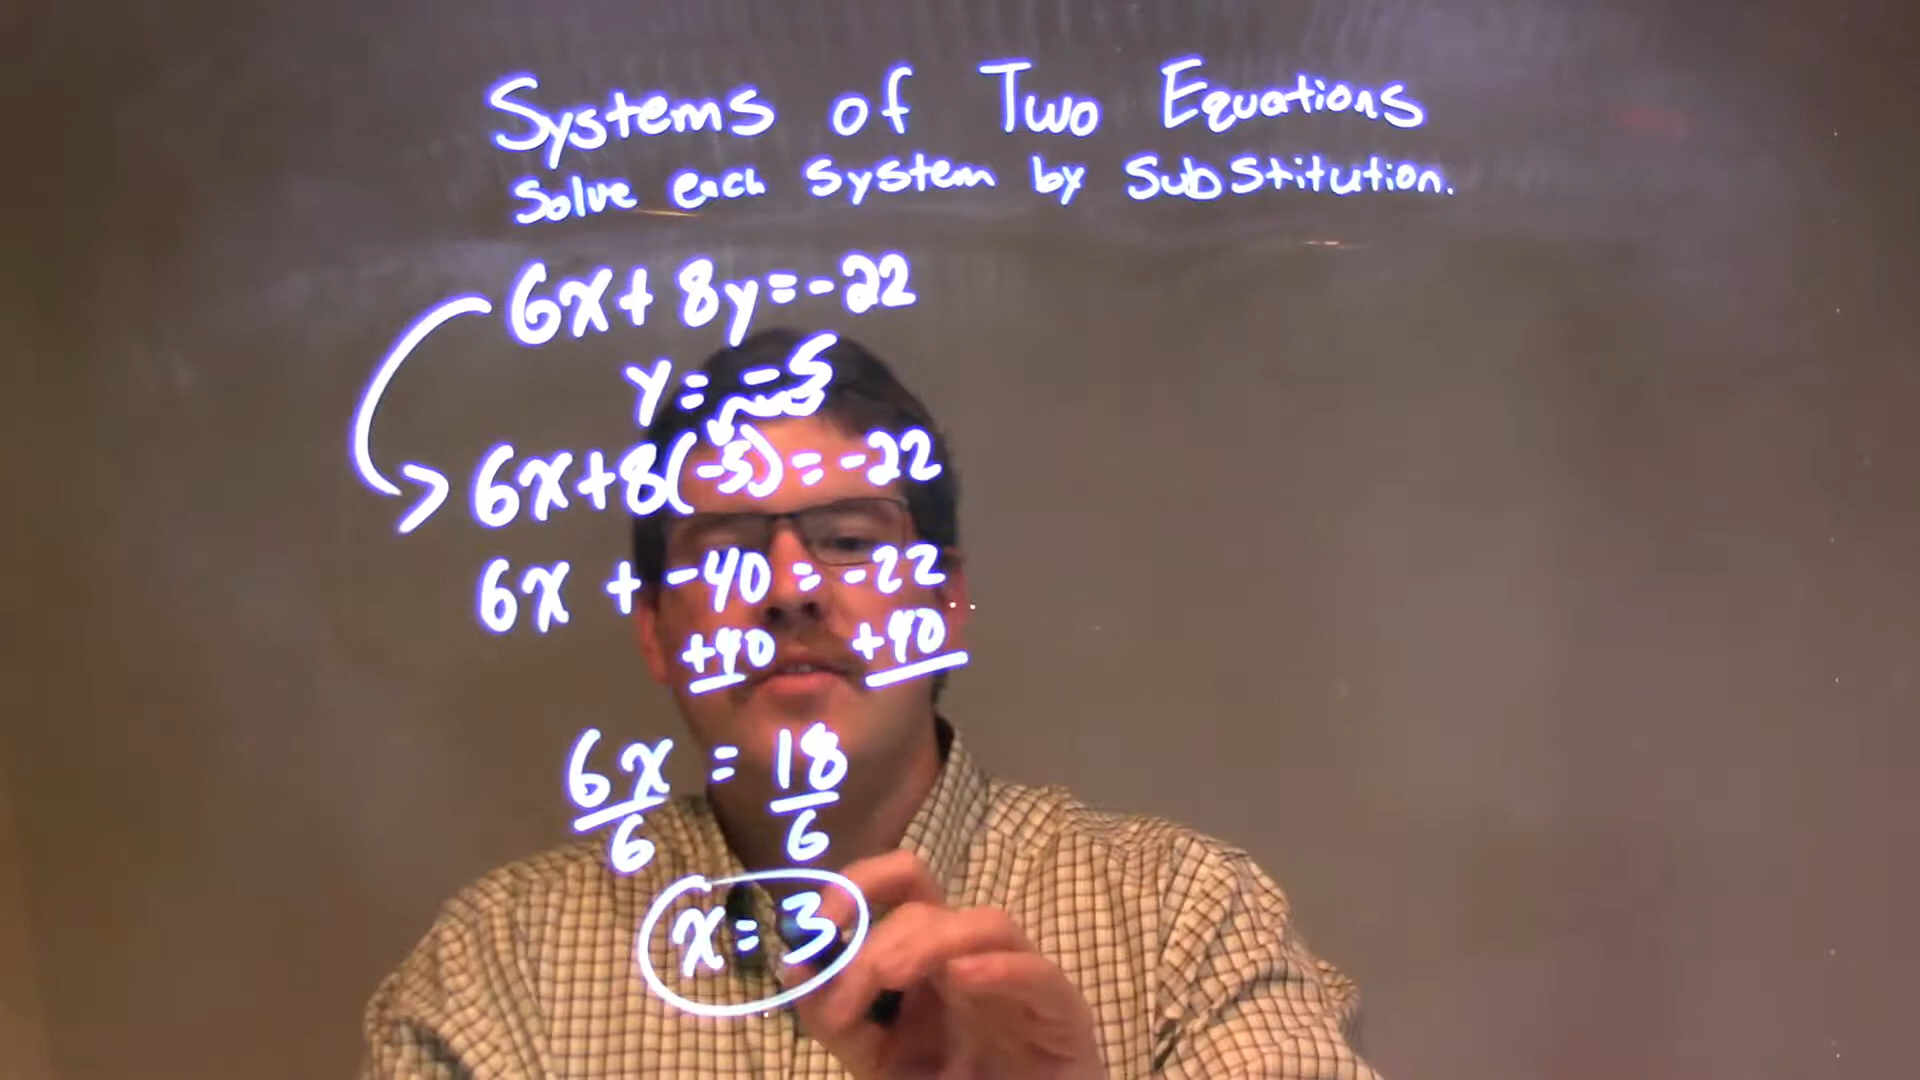 Systems of Two Equations
Solve each system by substitution.
6x + 8y = -22
y = -5
6x + 8(-5) = -22
6x + -40 = -22
+40 +40
6x = 18
6 6
x = 3